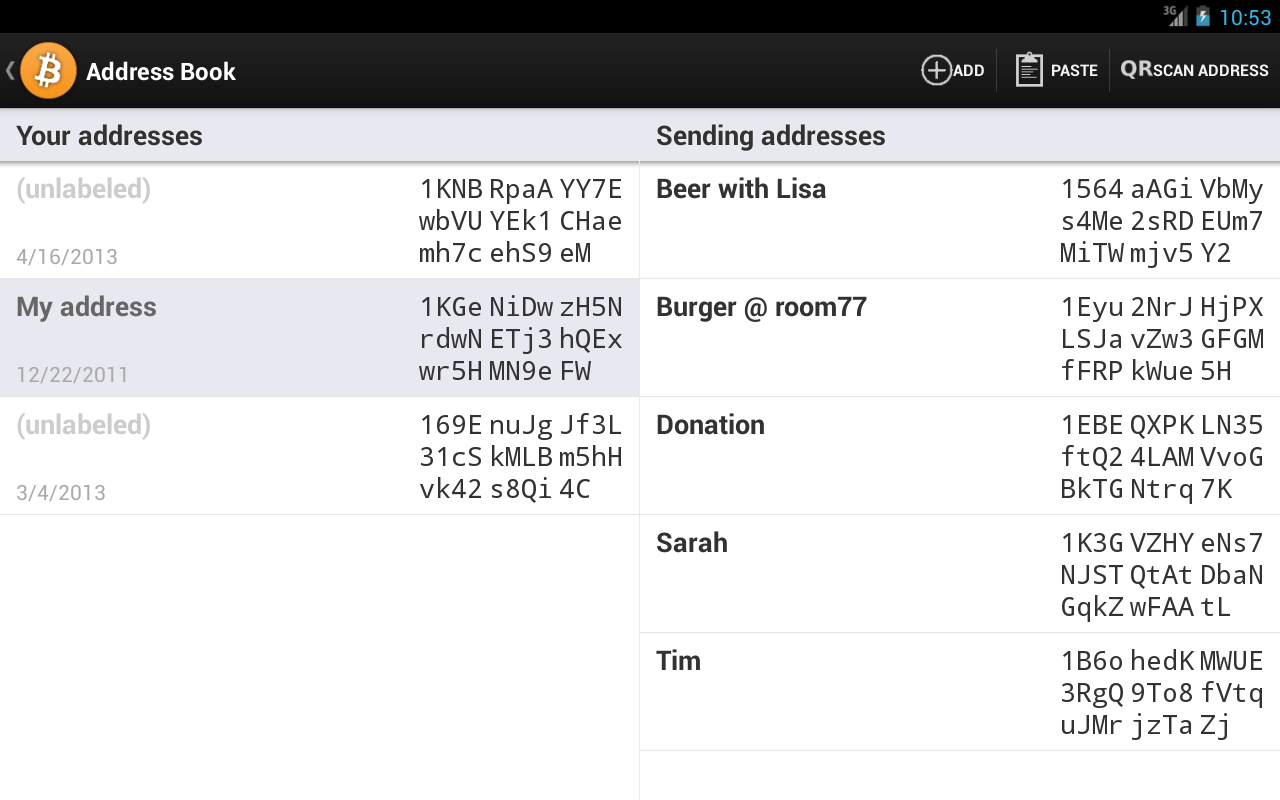 3G 10:53
Address Book
ADD
PASTE
QR SCAN ADDRESS
Your addresses
(unlabeled)
4/16/2013
1KNB RpaA YY7E
wbVU YEk1 CHae
mh7c ehS9 eM
My address
12/22/2011
1KGe NiDw zH5N
rdwN ETj3 hQEx
wr5H MN9e FW
(unlabeled)
3/4/2013
169E nuJg Jf3L
31cS kMLB m5hH
vk42 s8Qi 4C
Sending addresses
Beer with Lisa
1564 aAGi VbMy
s4Me 2sRD EUm7
MiTW mjv5 Y2
Burger @ room77
1Eyu 2NrJ HjPX
LSJa vZw3 GFGM
fFRP kWue 5H
Donation
1EBE QXPK LN35
ftQ2 4LAM VvoG
BkTG Ntrq 7K
Sarah
1K3G VZHY eNs7
NJST QtAt DbaN
GqkZ wFAA tL
Tim
1B6o hedK MWUE
3RgQ 9To8 fVtq
uJMr jzTa Zj